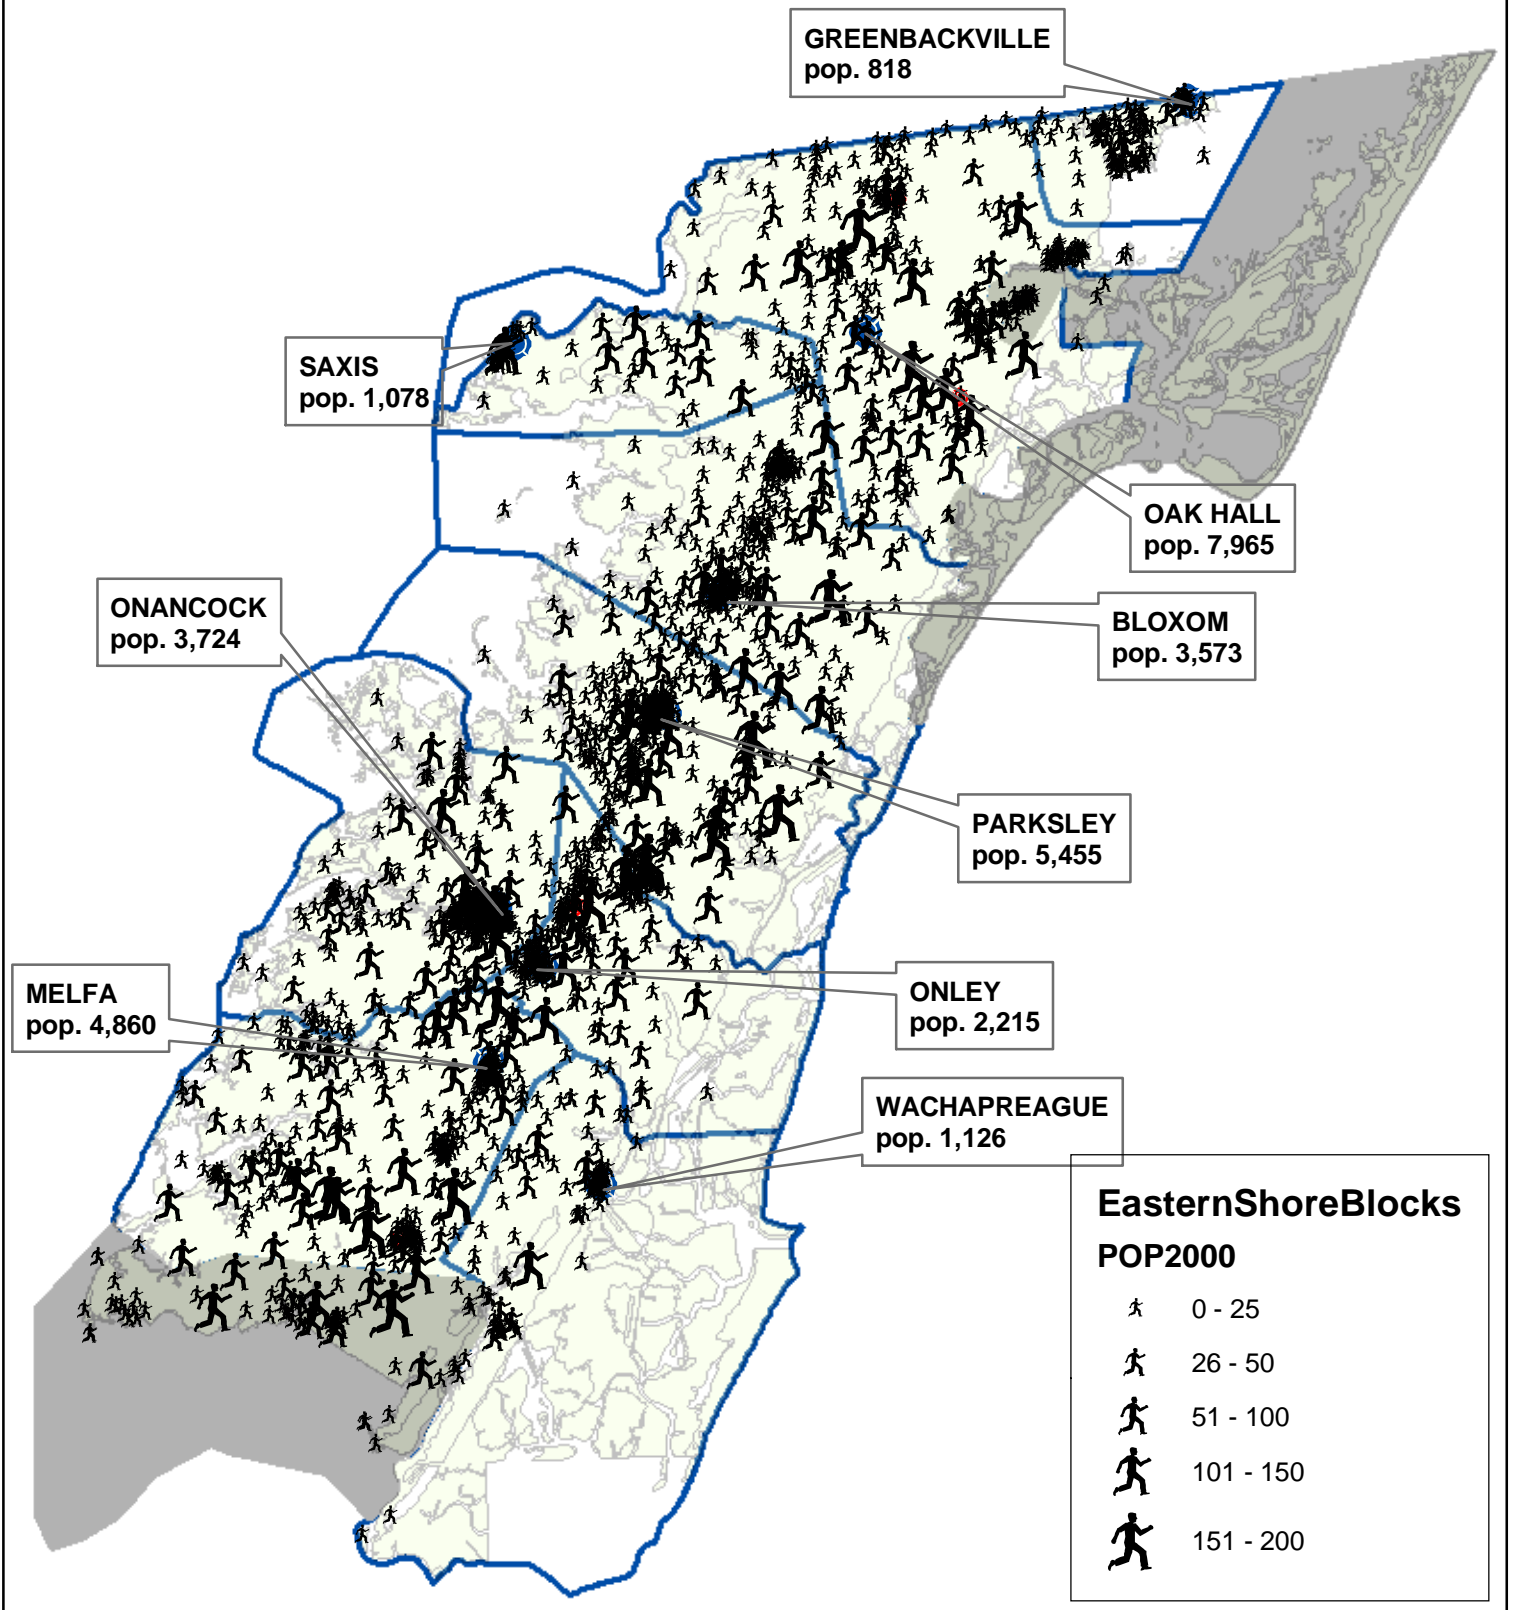 GREENBACKVILLE
pop. 818
SAXIS
pop. 1,078
OAK HALL
pop. 7,965
ONANCOCK
pop. 3,724
BLOXOM
pop. 3,573
PARKSLEY
pop. 5,455
MELFA
pop. 4,860
ONLEY
pop. 2,215
WACHAPREAGUE
pop. 1,126
EasternShoreBlocks
POP2000
0 - 25
26 - 50
51 - 100
101 - 150
151 - 200